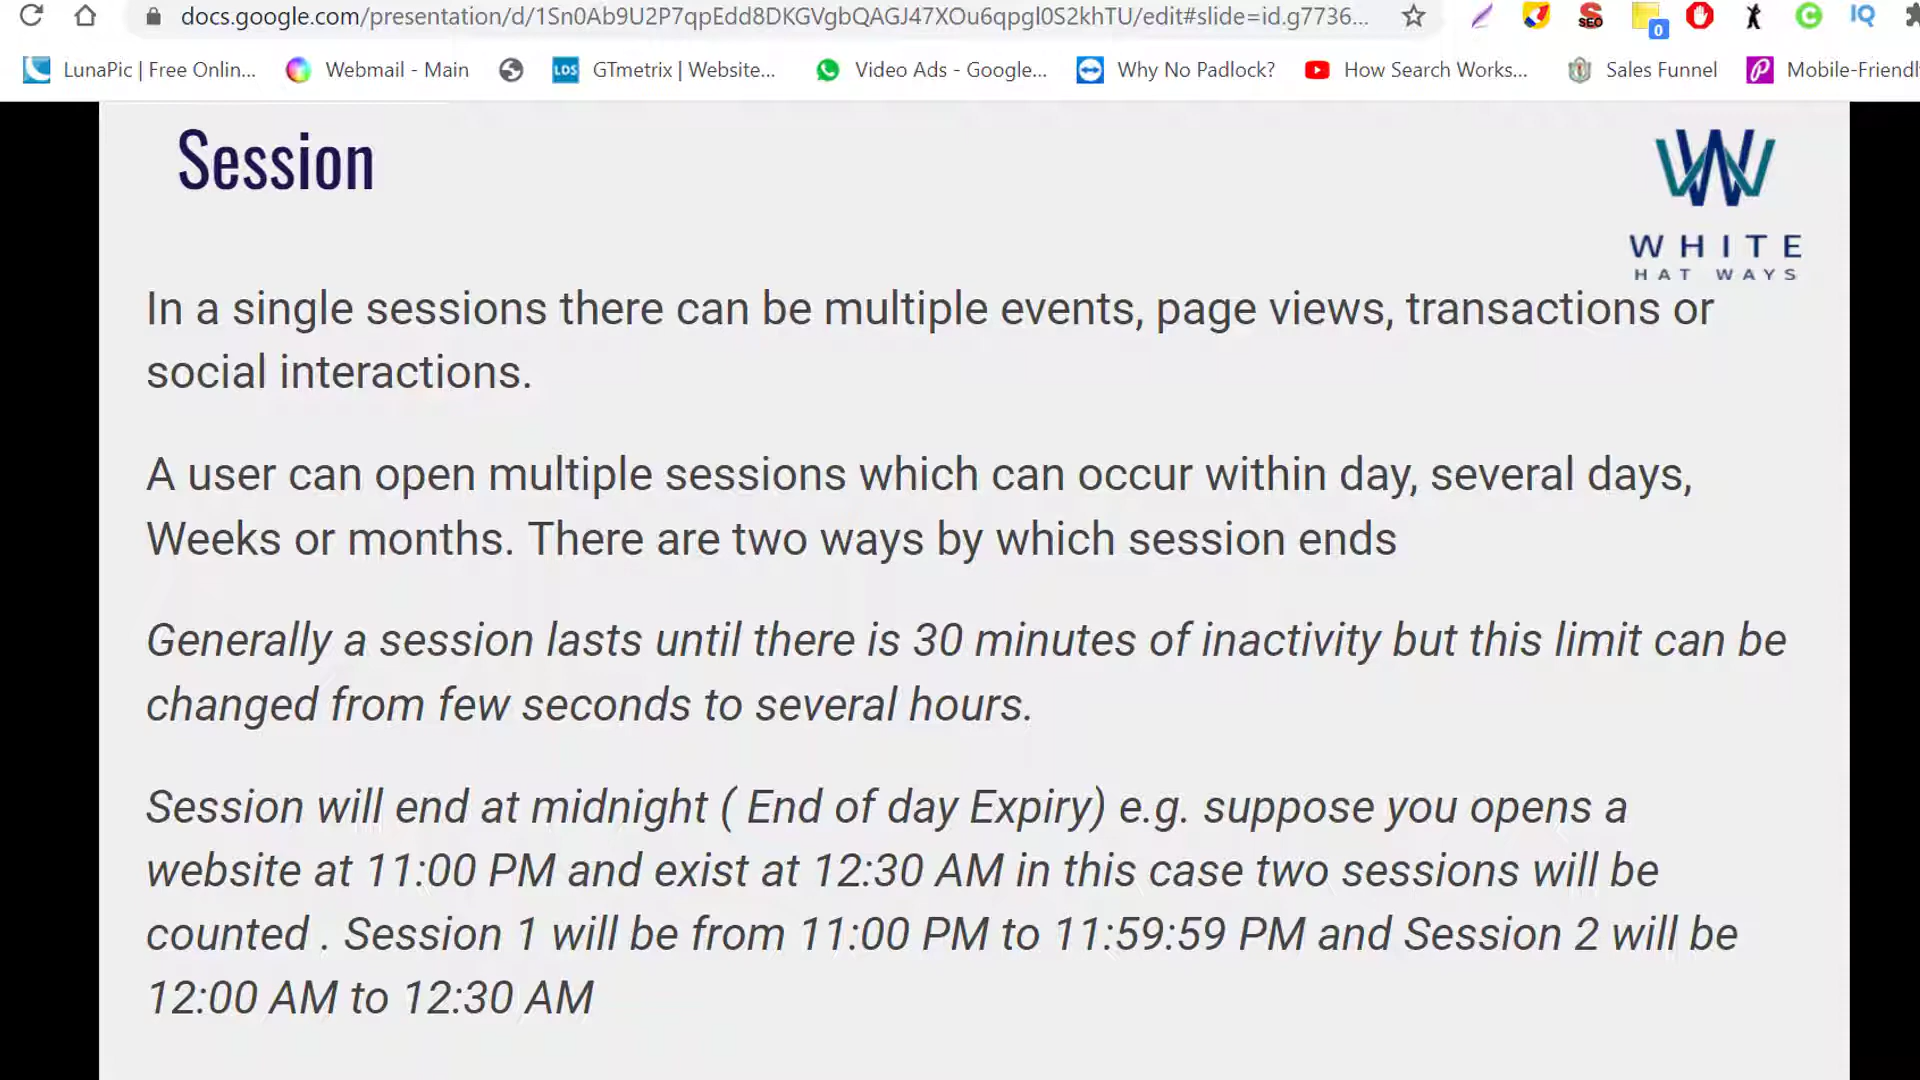 docs.google.com/presentation/d/1Sn0Ab9U2P7qpEdd8DKGVgbQAGJ47XOu6qpgl0S2khTU/edit#slide=id.g7736...
SEO
0
IQ
LunaPic | Free Onlin...
Webmail - Main
LDS
GTmetrix | Website...
Video Ads - Google...
Why No Padlock?
How Search Works...
Sales Funnel
Mobile-Friendl
Session
WHITE
HAT WAYS
In a single sessions there can be multiple events, page views, transactions or
social interactions.
A user can open multiple sessions which can occur within day, several days,
Weeks or months. There are two ways by which session ends
Generally a session lasts until there is 30 minutes of inactivity but this limit can be
changed from few seconds to several hours.
Session will end at midnight ( End of day Expiry) e.g. suppose you opens a
website at 11:00 PM and exist at 12:30 AM in this case two sessions will be
counted . Session 1 will be from 11:00 PM to 11:59:59 PM and Session 2 will be
12:00 AM to 12:30 AM